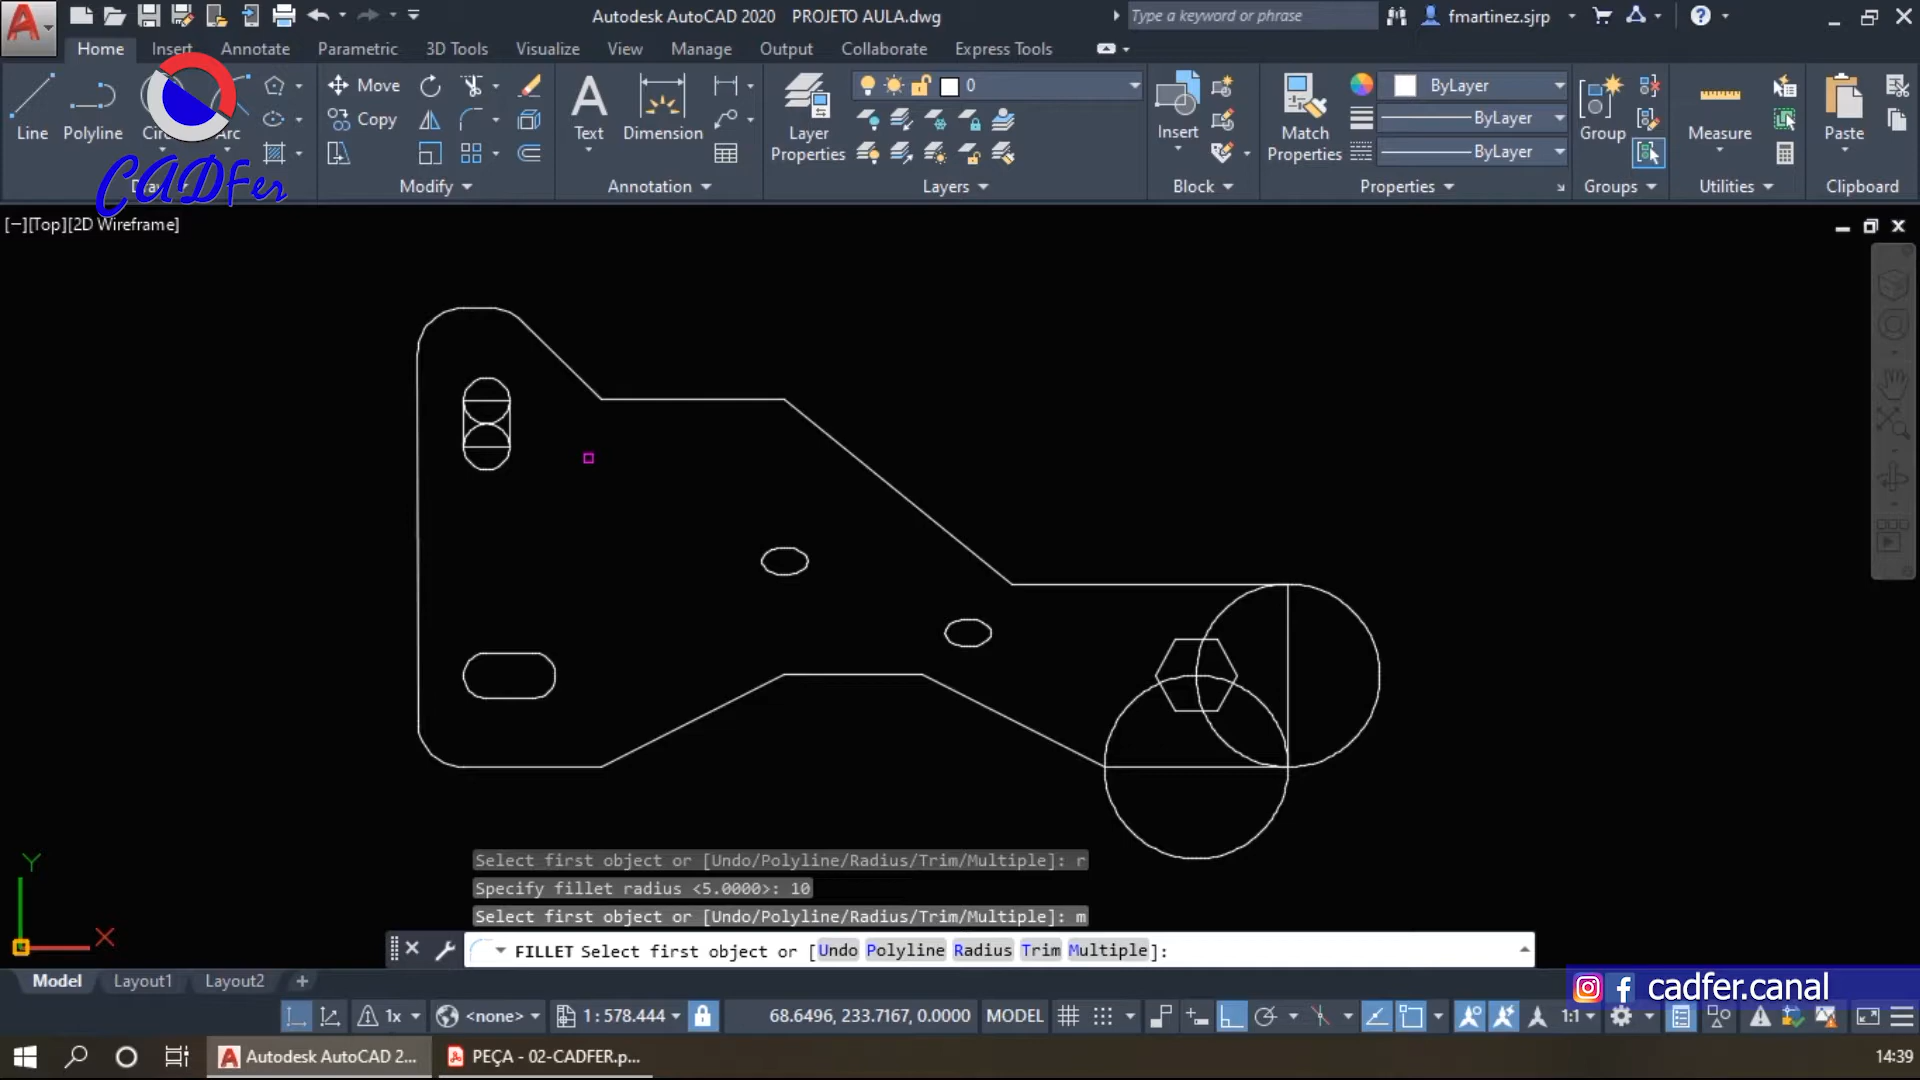 Autodesk AutoCAD 2020 PROJETO AULA.dwg
Type a keyword or phrase
fmartinez.sjrp
Home Insert Annotate Parametric 3D Tools Visualize View Manage Output Collaborate Express Tools
Line Polyline Circle Arc
Move
Copy
Text Dimension
Layer Properties
0
Insert
Match Properties
ByLayer
ByLayer
ByLayer
Group
Measure
Paste
CADFer
Draw Modify Annotation Layers Block Properties Groups Utilities Clipboard
[−][Top][2D Wireframe]
Y
X
Select first object or [Undo/Polyline/Radius/Trim/Multiple]: r
Specify fillet radius <5.0000>: 10
Select first object or [Undo/Polyline/Radius/Trim/Multiple]: m
FILLET Select first object or [Undo Polyline Radius Trim Multiple]:
Model Layout1 Layout2 +
cadfer.canal
1x <none> 1 : 578.444 68.6496, 233.7167, 0.0000 MODEL 1:1
Autodesk AutoCAD 2... PEÇA - 02-CADFER.p... 14:39